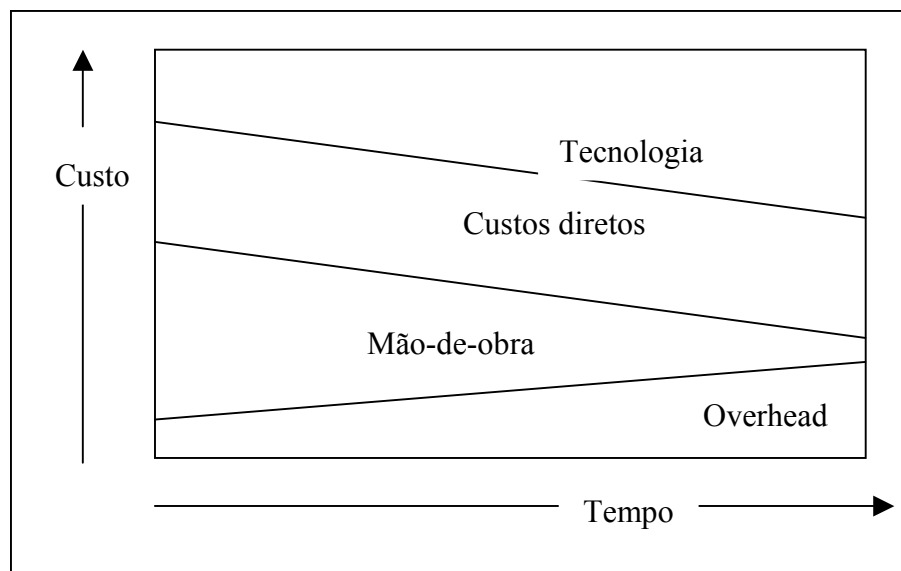 Tecnologia
Custo
Custos diretos
Mão-de-obra
Overhead
Tempo